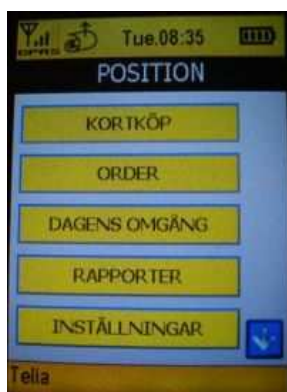 GPRS
Tue.08:35
POSITION
KORTKÖP
ORDER
DAGENS OMGÅNG
RAPPORTER
INSTÄLLNINGAR
Telia